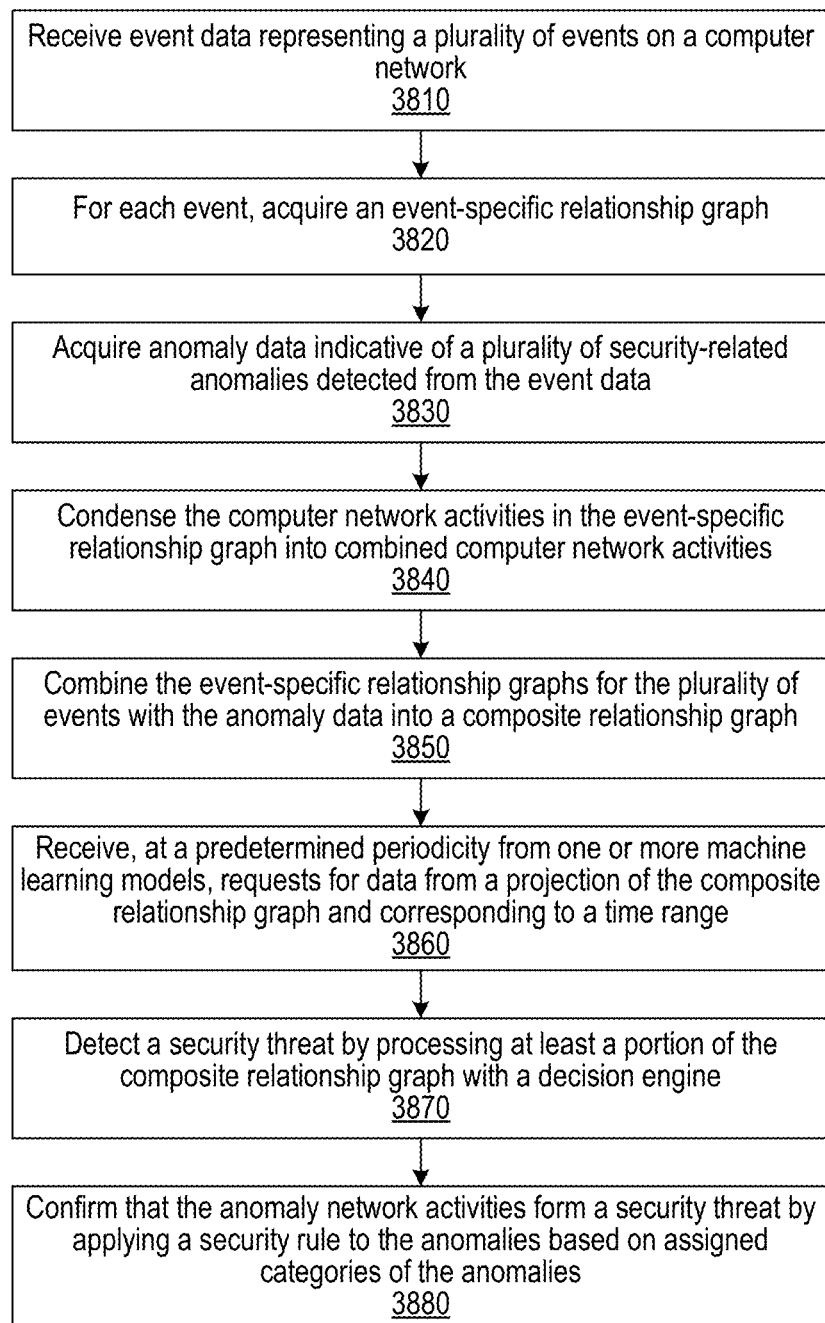 Receive event data representing a plurality of events on a computer
network
3810
For each event, acquire an event-specific relationship graph
3820
Acquire anomaly data indicative of a plurality of security-related
anomalies detected from the event data
3830
Condense the computer network activities in the event-specific
relationship graph into combined computer network activities
3840
Combine the event-specific relationship graphs for the plurality of
events with the anomaly data into a composite relationship graph
3850
Receive, at a predetermined periodicity from one or more machine
learning models, requests for data from a projection of the composite
relationship graph and corresponding to a time range
3860
Detect a security threat by processing at least a portion of the
composite relationship graph with a decision engine
3870
Confirm that the anomaly network activities form a security threat by
applying a security rule to the anomalies based on assigned
categories of the anomalies
3880